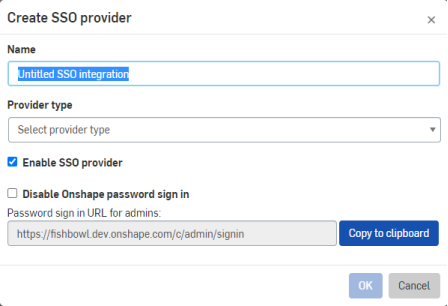 Create SSO provider
×
Name
Untitled SSO integration
Provider type
Select provider type
Enable SSO provider
Disable Onshape password sign in
Password sign in URL for admins:
https://fishbowl.dev.onshape.com/c/admin/signin
Copy to clipboard
OK Cancel